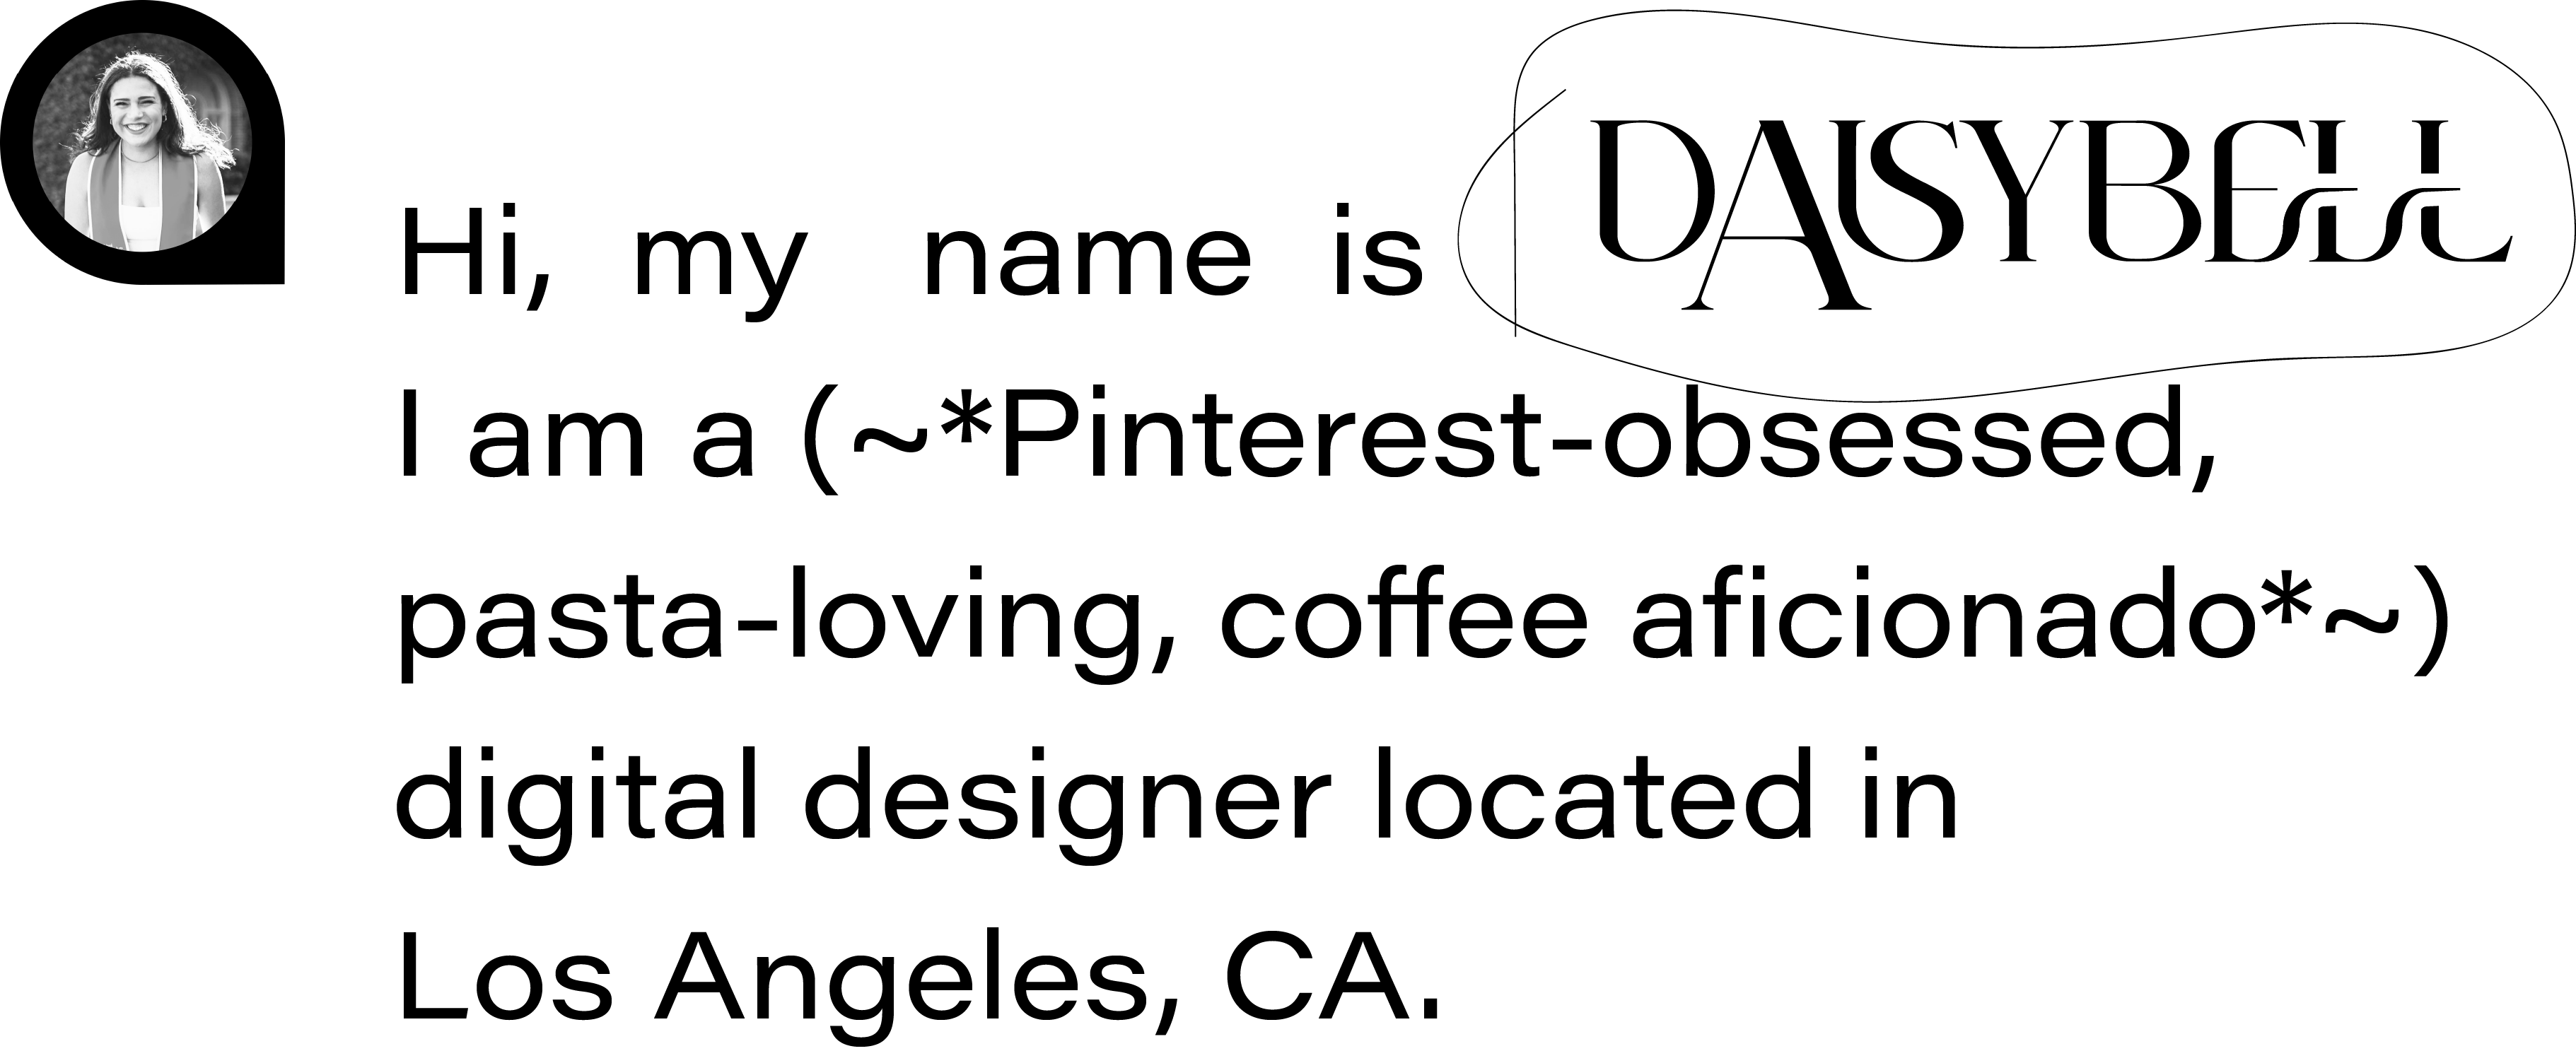 Hi, my name is DAISYBELL
I am a (~*Pinterest-obsessed,
pasta-loving, coffee aficionado*~)
digital designer located in
Los Angeles, CA.